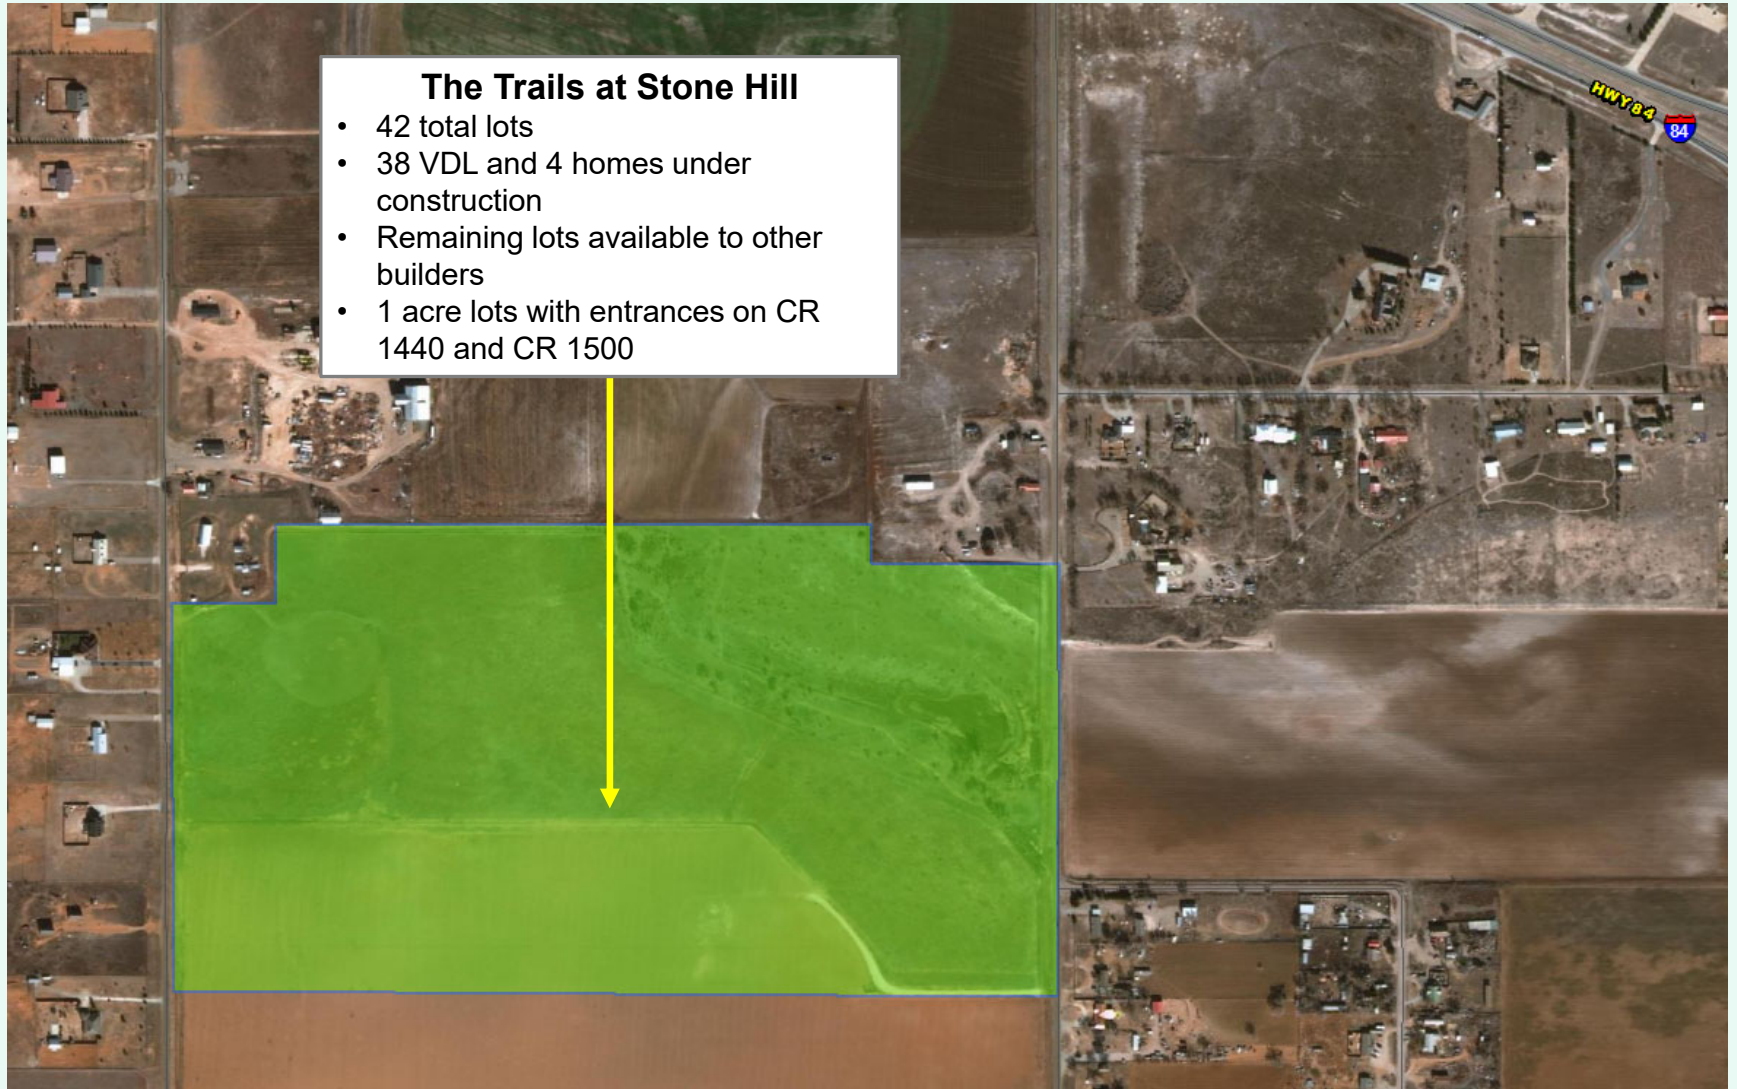 The Trails at Stone Hill
• 42 total lots
• 38 VDL and 4 homes under
construction
• Remaining lots available to other
builders
• 1 acre lots with entrances on CR
1440 and CR 1500
HWY 84
84